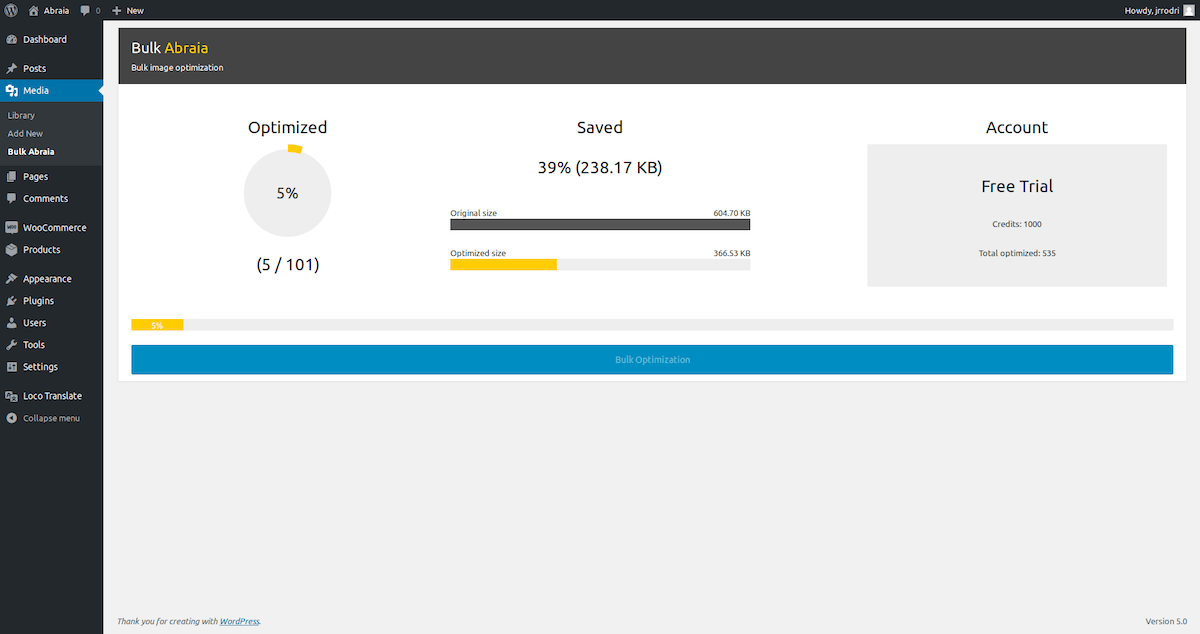 Abraia
0
New
Howdy, jrrodri
Dashboard
Posts
Media
Library
Add New
Bulk Abraia
Pages
Comments
WooCommerce
Products
Appearance
Plugins
Users
Tools
Settings
Loco Translate
Collapse menu
Bulk Abraia
Bulk image optimization
Optimized
5%
(5 / 101)
Saved
39% (238.17 KB)
Original size 604.70 KB
Optimized size 366.53 KB
Account
Free Trial
Credits: 1000
Total optimized: 535
5%
Bulk Optimization
Thank you for creating with WordPress.
Version 5.0